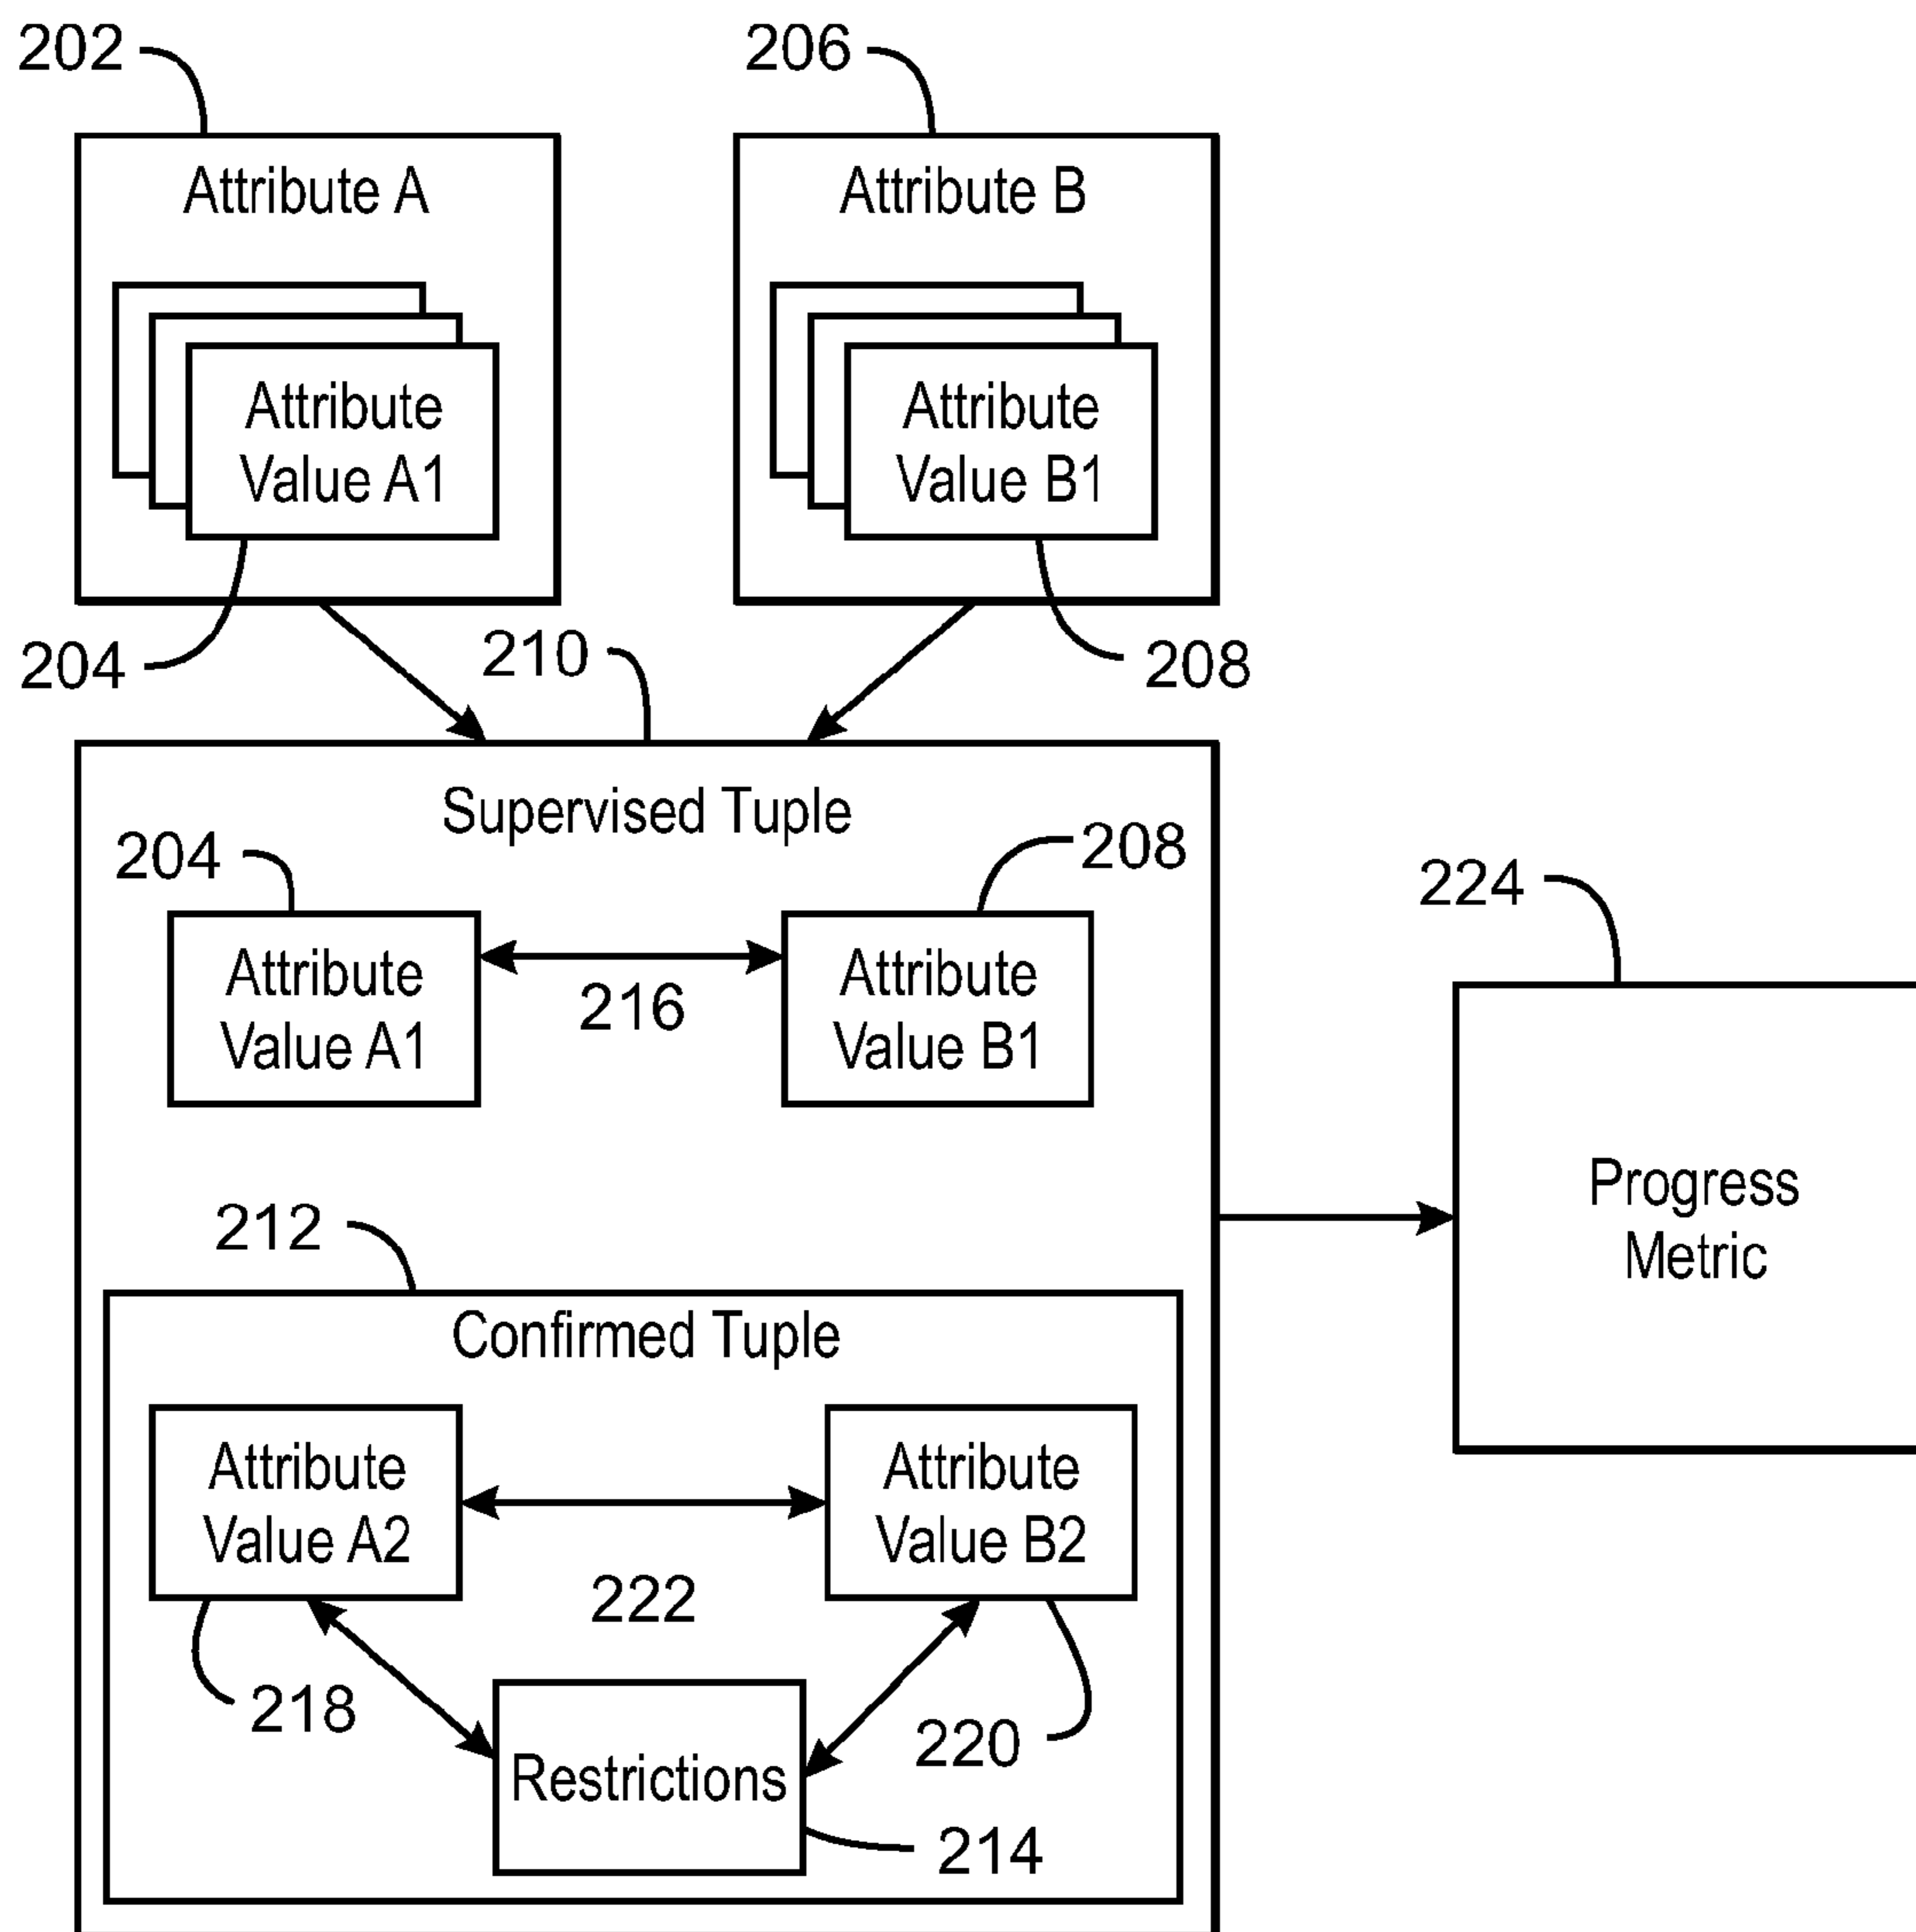 202
206
Attribute A
Attribute B
Attribute
Value A1
Attribute
Value B1
204
210
208
Supervised Tuple
204
208
Attribute
Value A1
216
Attribute
Value B1
224
Progress
Metric
212
Confirmed Tuple
Attribute
Value A2
222
Attribute
Value B2
218
Restrictions
220
214